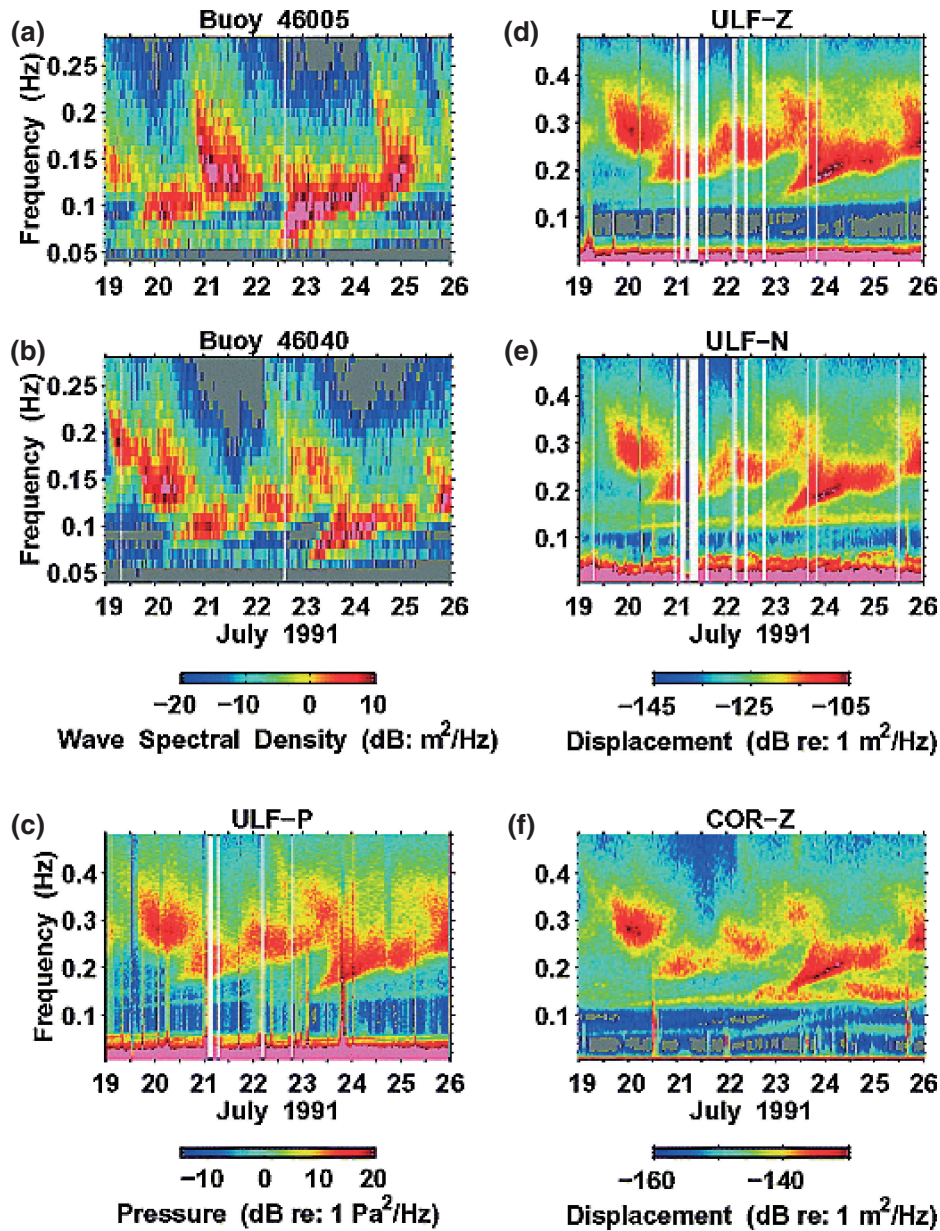 (a) Buoy 46005
Frequency (Hz)
0.25
0.2
0.15
0.1
0.05
19 20 21 22 23 24 25 26
(b) Buoy 46040
Frequency (Hz)
0.25
0.2
0.15
0.1
0.05
19 20 21 22 23 24 25 26
July 1991
−20 −10 0 10
Wave Spectral Density (dB: m²/Hz)
(c) ULF−P
Frequency (Hz)
0.4
0.3
0.2
0.1
19 20 21 22 23 24 25 26
July 1991
−10 0 10 20
Pressure (dB re: 1 Pa²/Hz)
(d) ULF−Z
0.4
0.3
0.2
0.1
19 20 21 22 23 24 25 26
(e) ULF−N
0.4
0.3
0.2
0.1
19 20 21 22 23 24 25 26
July 1991
−145 −125 −105
Displacement (dB re: 1 m²/Hz)
(f) COR−Z
0.4
0.3
0.2
0.1
19 20 21 22 23 24 25 26
July 1991
−160 −140
Displacement (dB re: 1 m²/Hz)